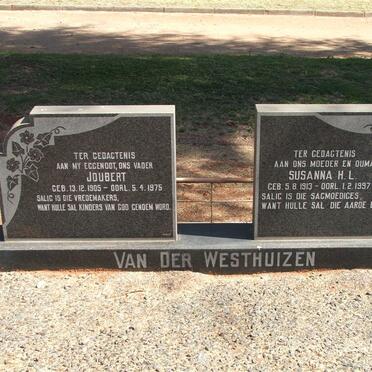 TER GEDAGTENIS
AAN MY EGGENOOT, ONS VADER
JOUBERT
GEB. 13.12.1905 - OORL. 5.4.1975
SALIG IS DIE VREDEMAKERS,
WANT HULLE SAL KINDERS VAN GOD GENOEM WORD.
TER GEDAGTENIS
AAN ONS MOEDER EN OUMA
SUSANNA H.L.
GEB. 5.8.1913 - OORL. 1.2.1997
SALIG IS DIE SAGMOEDIGES,
WANT HULLE SAL DIE AARDE
VAN DER WESTHUIZEN